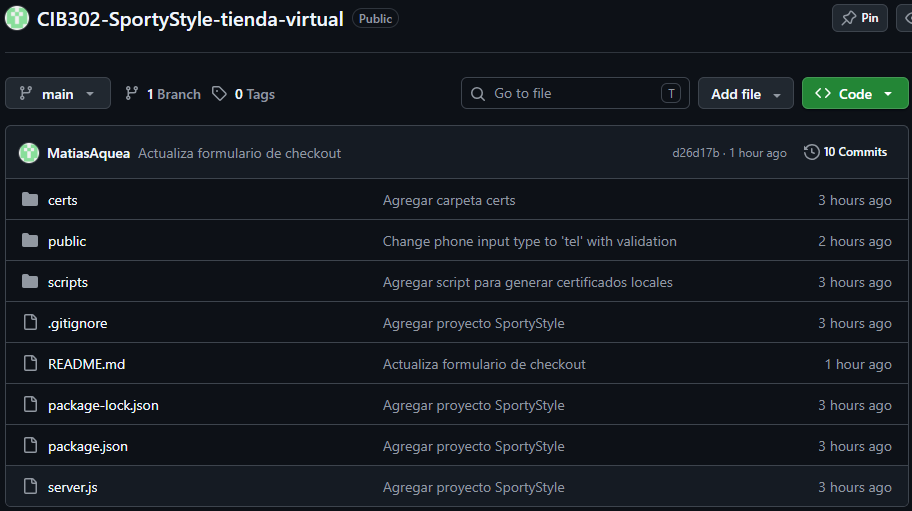 CIB302-SportyStyle-tienda-virtual Public Pin
main 1 Branch 0 Tags Go to file T Add file Code
MatiasAquea Actualiza formulario de checkout d26d17b · 1 hour ago 10 Commits
certs Agregar carpeta certs 3 hours ago
public Change phone input type to 'tel' with validation 2 hours ago
scripts Agregar script para generar certificados locales 3 hours ago
.gitignore Agregar proyecto SportyStyle 3 hours ago
README.md Actualiza formulario de checkout 1 hour ago
package-lock.json Agregar proyecto SportyStyle 3 hours ago
package.json Agregar proyecto SportyStyle 3 hours ago
server.js Agregar proyecto SportyStyle 3 hours ago